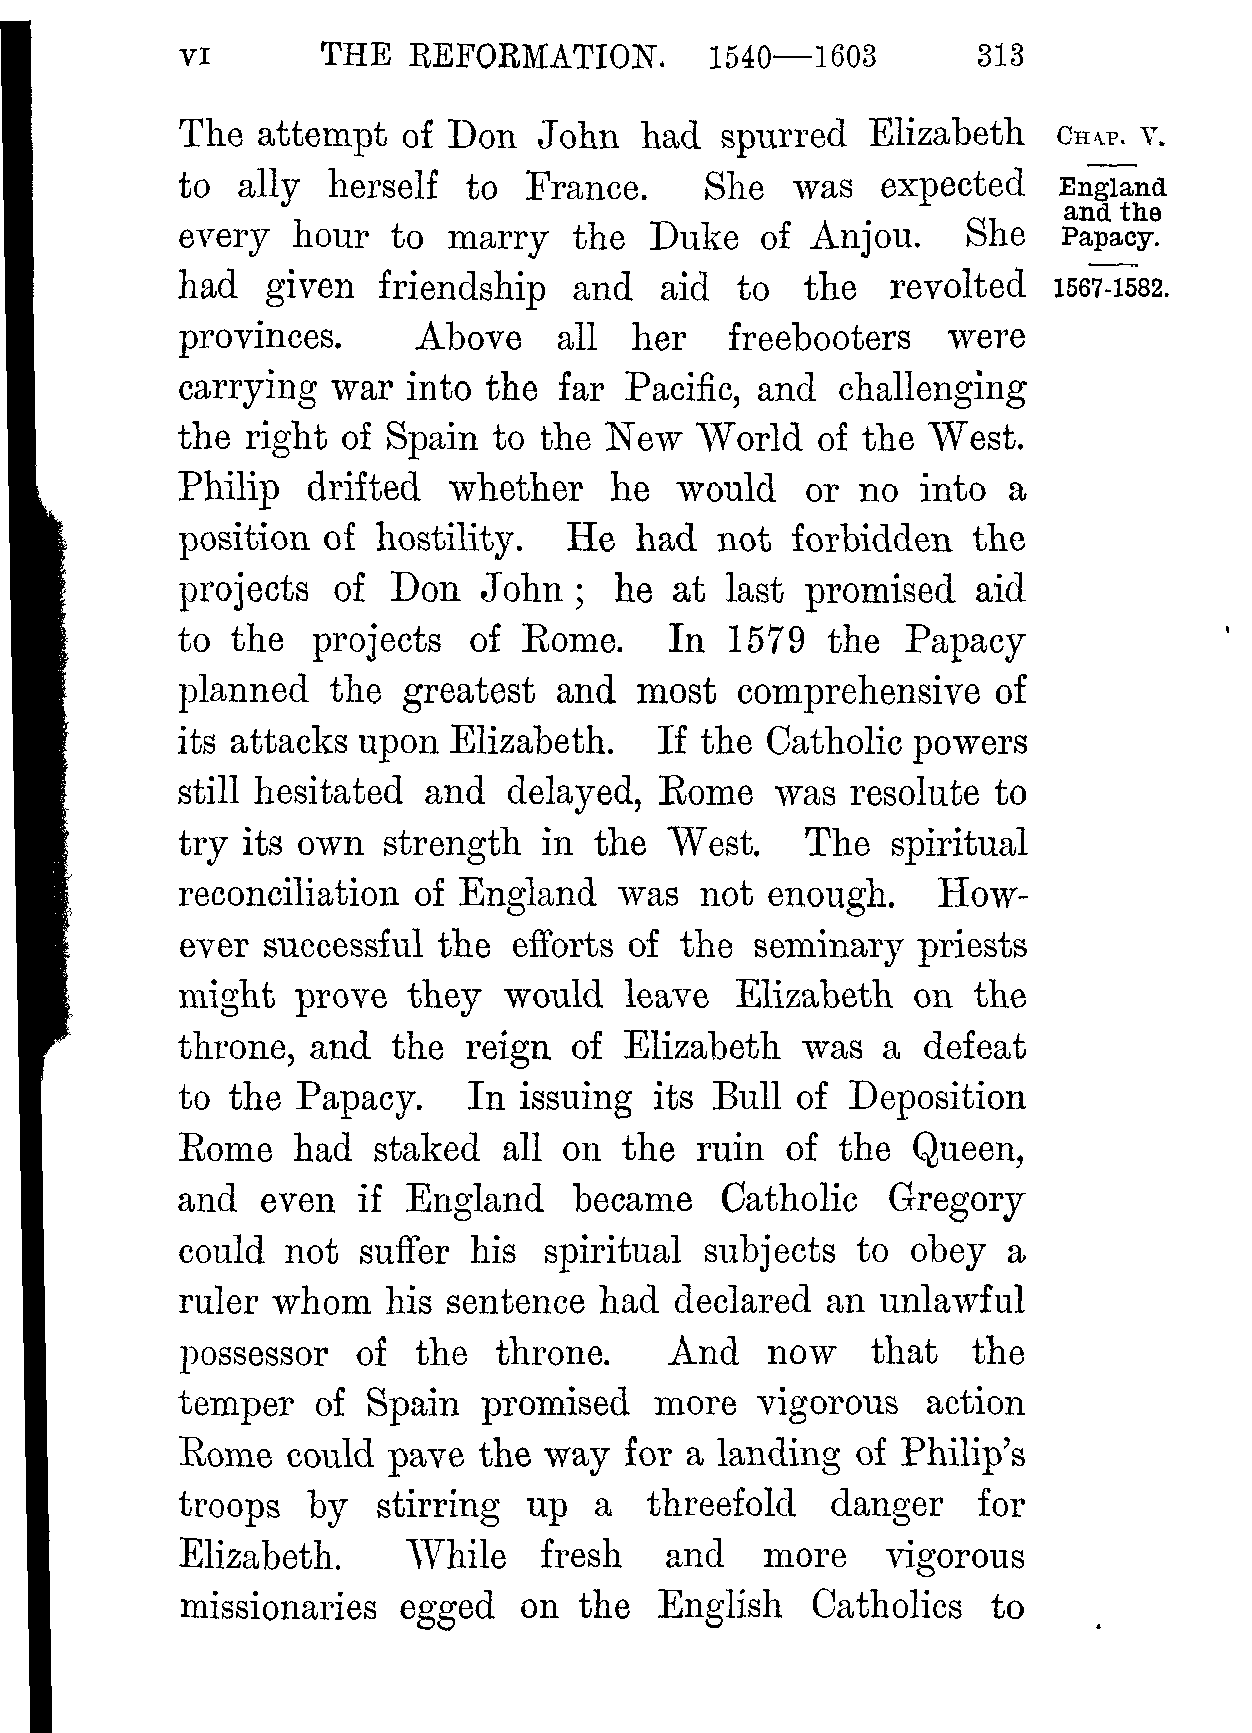 VI THE REFORMATION. 1540—1603 313
The attempt of Don John had spurred Elizabeth
to ally herself to France. She was expected
every hour to marry the Duke of Anjou. She
had given friendship and aid to the revolted
provinces. Above all her freebooters were
carrying war into the far Pacific, and challenging
the right of Spain to the New World of the West.
Philip drifted whether he would or no into a
position of hostility. He had not forbidden the
projects of Don John ; he at last promised aid
to the projects of Rome. In 1579 the Papacy
planned the greatest and most comprehensive of
its attacks upon Elizabeth. If the Catholic powers
still hesitated and delayed, Rome was resolute to
try its own strength in the West. The spiritual
reconciliation of England was not enough. How-
ever successful the efforts of the seminary priests
might prove they would leave Elizabeth on the
throne, and the reign of Elizabeth was a defeat
to the Papacy. In issuing its Bull of Deposition
Rome had staked all on the ruin of the Queen,
and even if England became Catholic Gregory
could not suffer his spiritual subjects to obey a
ruler whom his sentence had declared an unlawful
possessor of the throne. And now that the
temper of Spain promised more vigorous action
Rome could pave the way for a landing of Philip's
troops by stirring up a threefold danger for
Elizabeth. While fresh and more vigorous
missionaries egged on the English Catholics to
CHAP. V.
England
and the
Papacy.
1567-1582.